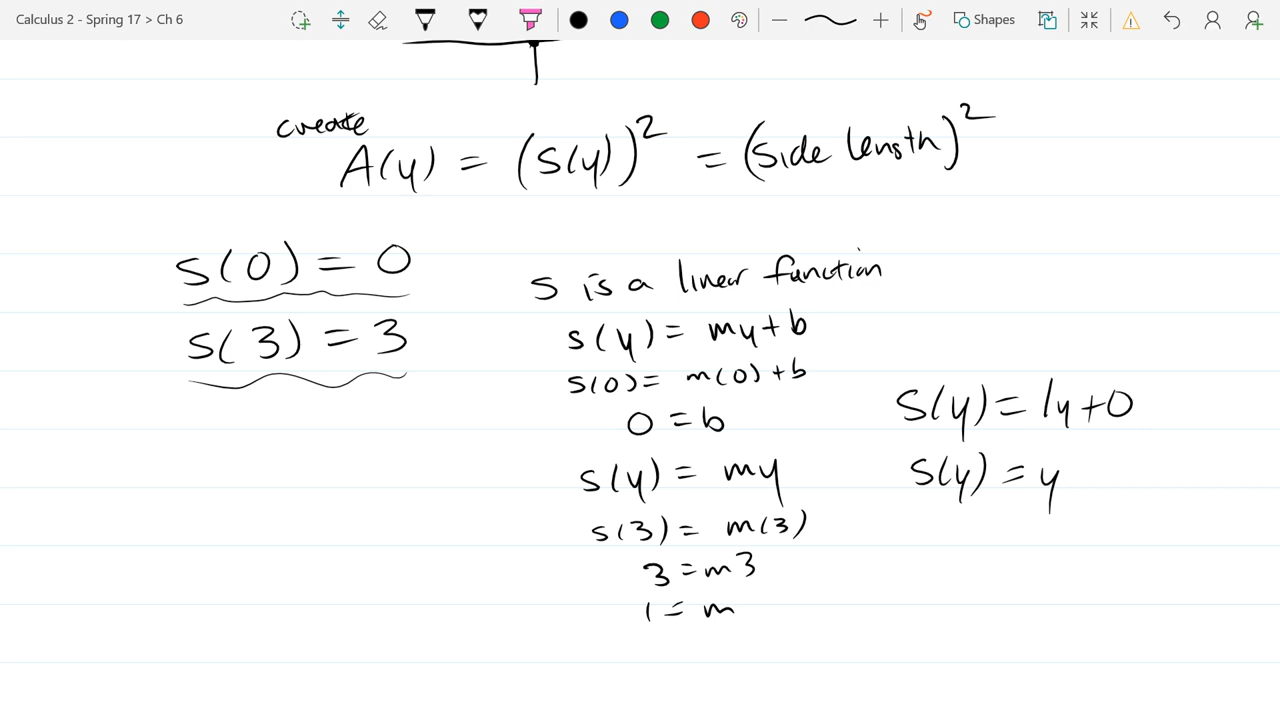 Calculus 2 - Spring 17 > Ch 6
Shapes
create
A(y) = (s(y))² = (side length)²
s(0) = 0
s(3) = 3
s is a linear function
s(y) = my + b
s(0) = m(0) + b
0 = b
s(y) = my
s(3) = m(3)
3 = m3
1 = m
s(y) = 1y + 0
s(y) = y